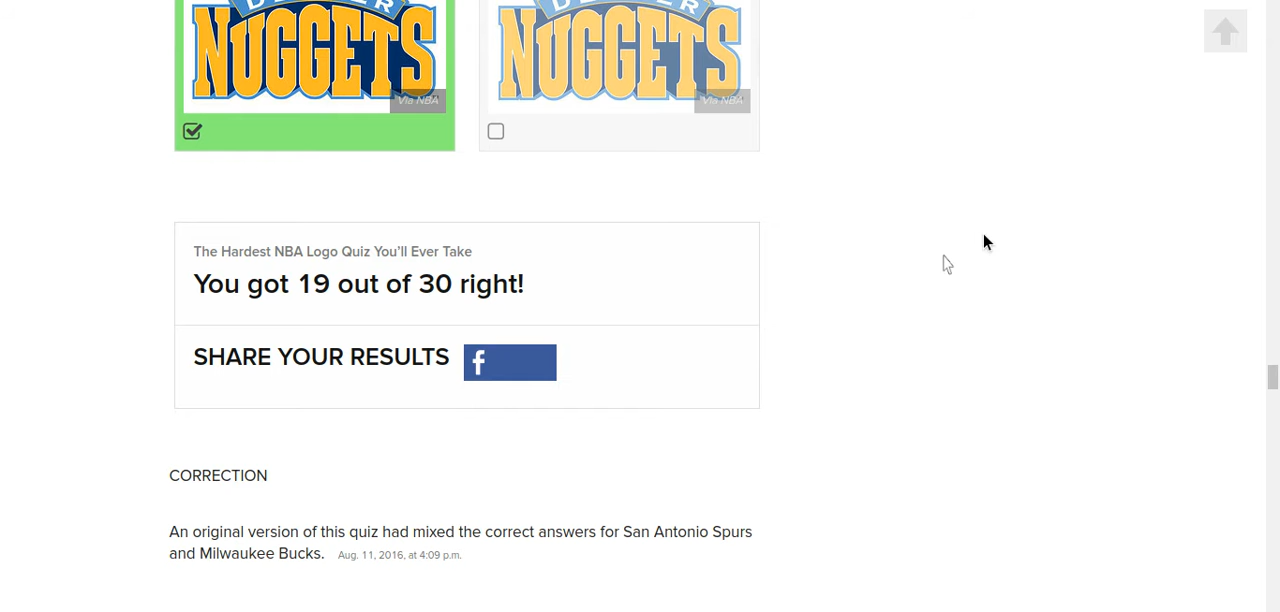 DENVER DENVER
NUGGETS NUGGETS
Via NBA Via NBA
The Hardest NBA Logo Quiz You'll Ever Take
You got 19 out of 30 right!
SHARE YOUR RESULTS f
CORRECTION
An original version of this quiz had mixed the correct answers for San Antonio Spurs
and Milwaukee Bucks. Aug. 11, 2016, at 4:09 p.m.